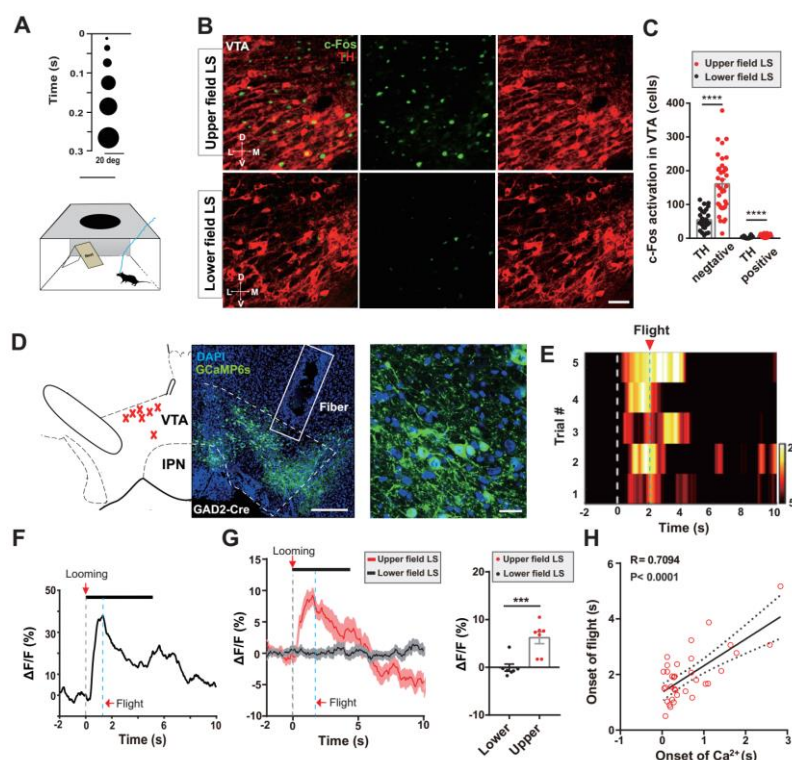 A
Time (s)
0
0.1
0.2
0.3
20 deg
B
Upper field LS
Lower field LS
VTA
c-Fos
TH
D
L
M
V
D
L
M
V
C
Upper field LS
Lower field LS
c-Fos activation in VTA (cells)
400
300
200
100
0
****
****
TH
negtative
TH
positive
D
VTA
IPN
DAPI
GCaMP6s
Fiber
GAD2-Cre
E
Flight
Trial #
5
4
3
2
1
-2 0 2 4 6 8 10
Time (s)
F
Looming
ΔF/F (%)
50
30
10
-10
Flight
-2 0 2 6 10
Time (s)
G
Upper field LS
Lower field LS
Looming
ΔF/F (%)
15
10
5
0
-5
-10
Flight
-2 0 2 6 10
Time (s)
Upper field LS
Lower field LS
***
ΔF/F (%)
20
10
0
-10
Lower
Upper
H
R= 0.7094
P< 0.0001
Onset of flight (s)
6
4
2
0
-1 0 1 2 3
Onset of Ca²⁺(s)